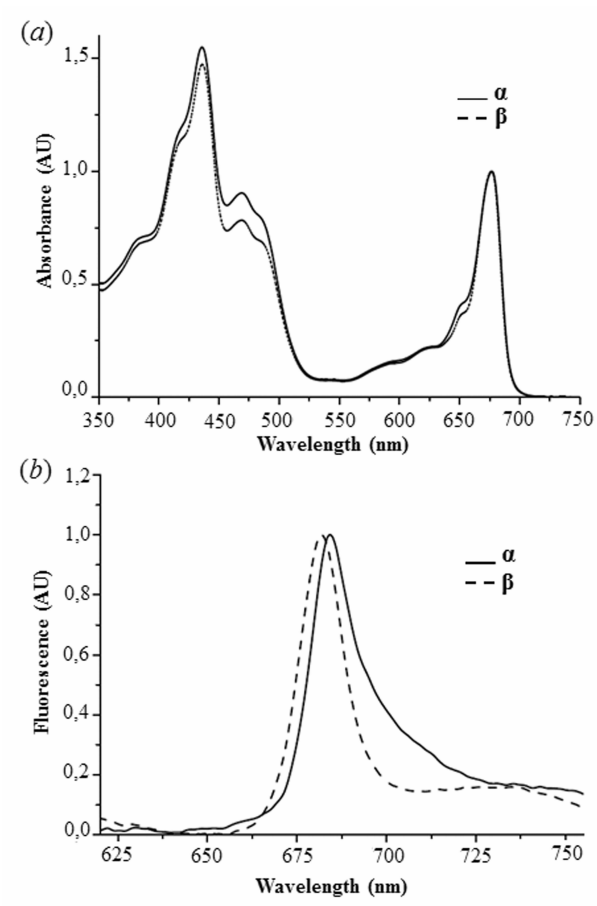 (a)
1,5
1,0
0,5
0,0
Absorbance (AU)
α
β
350 400 450 500 550 600 650 700 750
Wavelength (nm)
(b)
1,2
1,0
0,8
0,6
0,4
0,2
0,0
Fluorescence (AU)
α
β
625 650 675 700 725 750
Wavelength (nm)